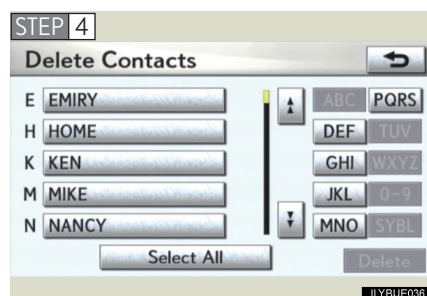 STEP 4
Delete Contacts
E EMIRY
H HOME
K KEN
M MIKE
N NANCY
Select All
ABC PQRS
DEF TUV
GHI WXYZ
JKL 0-9
MNO SYBL
Delete
ILYBUE036